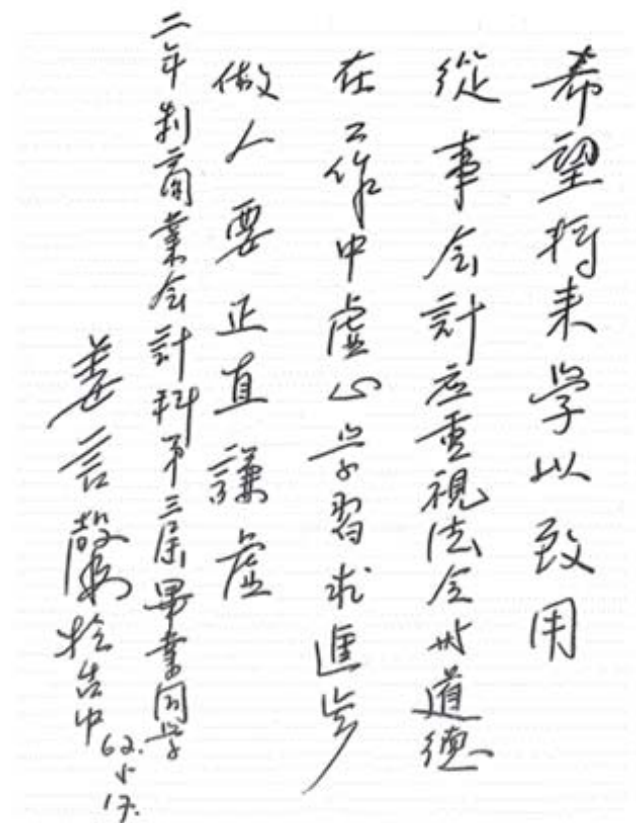 希望將来学以致用
從事会計应重視法令與道德
在工作中虛心学習求進步
做人要正直謙虛
二年制商業会計科第三届畢業同学
姜言 於台中
62.5.17.